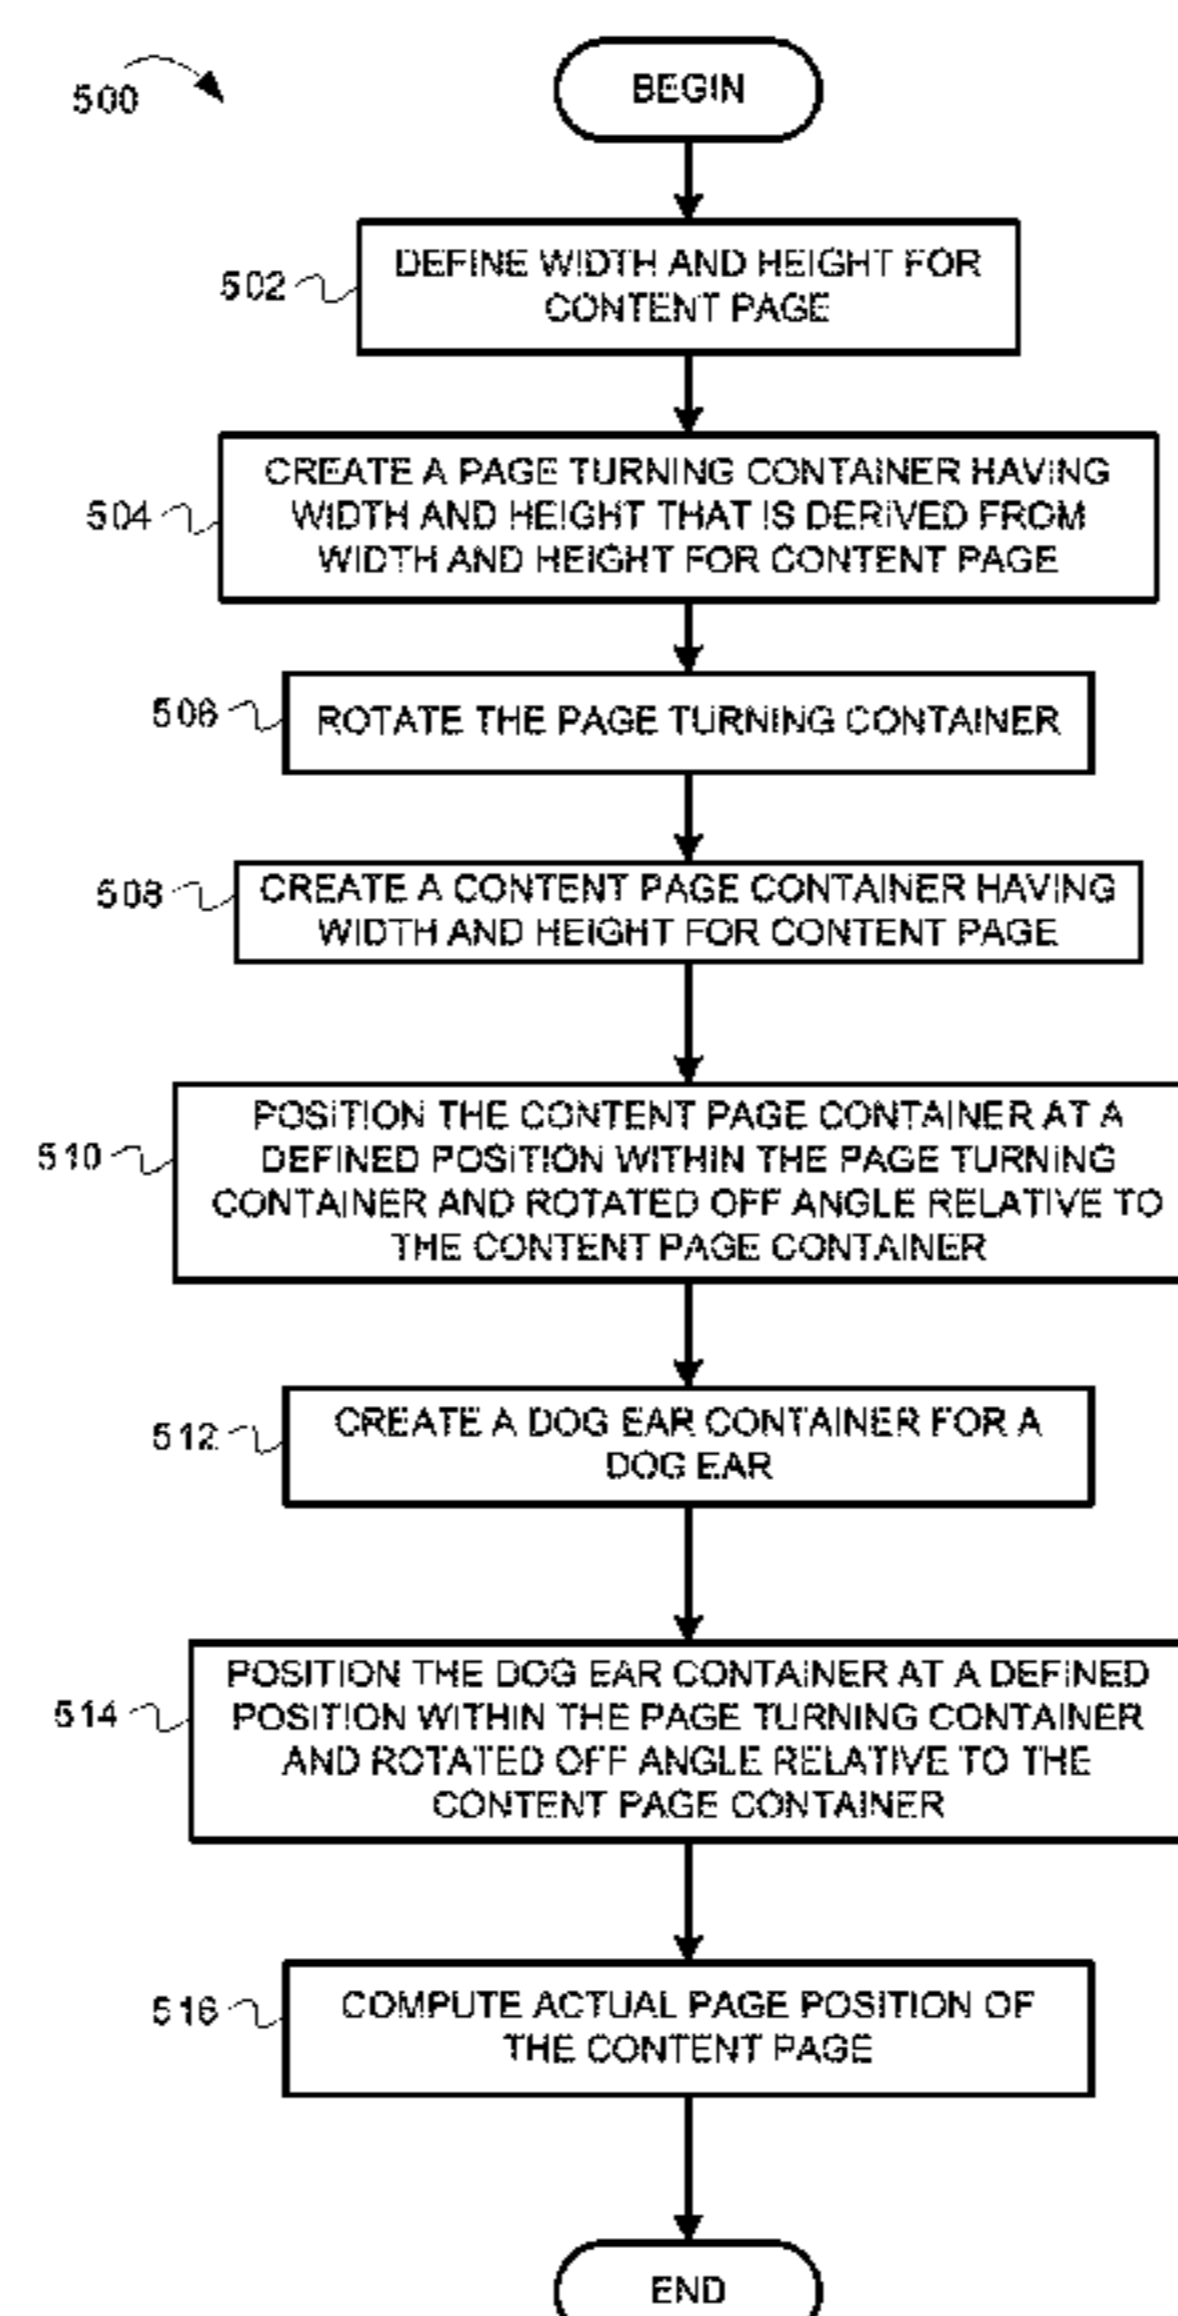 500
BEGIN
502
DEFINE WIDTH AND HEIGHT FOR
CONTENT PAGE
504
CREATE A PAGE TURNING CONTAINER HAVING
WIDTH AND HEIGHT THAT IS DERIVED FROM
WIDTH AND HEIGHT FOR CONTENT PAGE
506
ROTATE THE PAGE TURNING CONTAINER
508
CREATE A CONTENT PAGE CONTAINER HAVING
WIDTH AND HEIGHT FOR CONTENT PAGE
510
POSITION THE CONTENT PAGE CONTAINER AT A
DEFINED POSITION WITHIN THE PAGE TURNING
CONTAINER AND ROTATED OFF ANGLE RELATIVE TO
THE CONTENT PAGE CONTAINER
512
CREATE A DOG EAR CONTAINER FOR A
DOG EAR
514
POSITION THE DOG EAR CONTAINER AT A DEFINED
POSITION WITHIN THE PAGE TURNING CONTAINER
AND ROTATED OFF ANGLE RELATIVE TO THE
CONTENT PAGE CONTAINER
516
COMPUTE ACTUAL PAGE POSITION OF
THE CONTENT PAGE
END